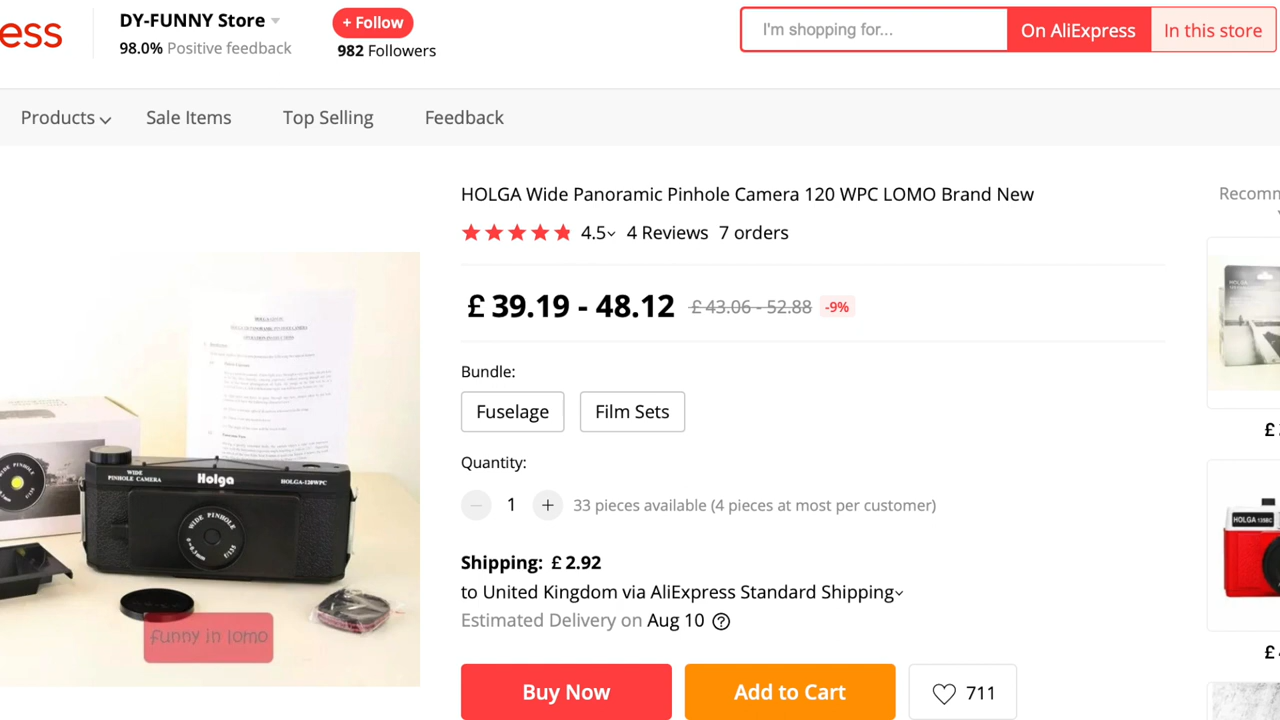 ess
DY-FUNNY Store
+ Follow
98.0% Positive feedback
982 Followers
I'm shopping for...
On AliExpress
In this store
Products
Sale Items
Top Selling
Feedback
HOLGA Wide Panoramic Pinhole Camera 120 WPC LOMO Brand New
Recomm
4.5 4 Reviews 7 orders
£ 39.19 - 48.12 £ 43.06 - 52.88 -9%
Bundle:
Fuselage
Film Sets
Quantity:
1 + 33 pieces available (4 pieces at most per customer)
Shipping: £ 2.92
to United Kingdom via AliExpress Standard Shipping
Estimated Delivery on Aug 10 ?
Buy Now
Add to Cart
711
WIDE
PINHOLE CAMERA
Holga
HOLGA-120WPC
WIDE PINHOLE
f/135
funny in lomo
HOLGA
£
HOLGA 135BC
£